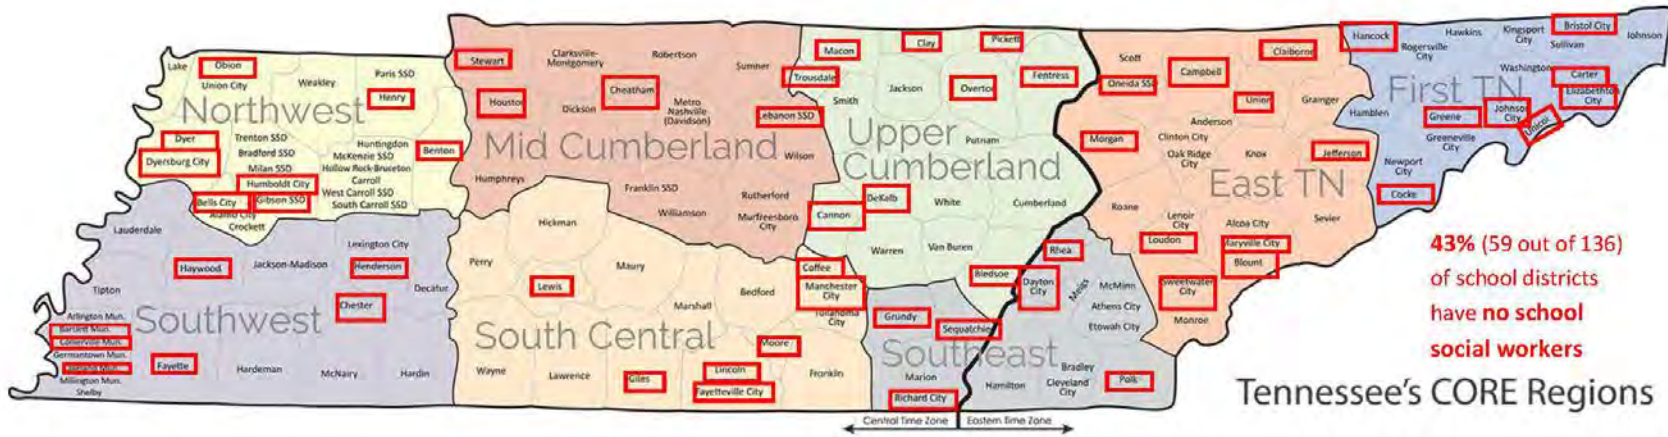 Lake
Obion
Union City
Weakley
Paris SSD
Henry
Northwest
Dyer
Dyersburg City
Trenton SSD
Bradford SSD
Milan SSD
Humboldt City
Bells City
Gibson SSD
Alamo City
Crockett
Huntingdon
McKenzie SSD
Hollow Rock-Bruceton
Carroll
West Carroll SSD
South Carroll SSD
Benton
Lauderdale
Haywood
Jackson-Madison
Lexington City
Henderson
Chester
Decatur
Tipton
Southwest
Arlington Mun.
Bartlett Mun.
Collierville Mun.
Germantown Mun.
Lakeland Mun.
Millington Mun.
Shelby
Fayette
Hardeman
McNairy
Hardin
Stewart
Clarksville-
Montgomery
Robertson
Sumner
Houston
Cheatham
Dickson
Metro
Nashville
(Davidson)
Lebanon SSD
Mid Cumberland
Wilson
Humphreys
Franklin SSD
Williamson
Rutherford
Murfreesboro
City
Hickman
Perry
Lewis
Maury
Marshall
Bedford
Coffee
Manchester
City
Tullahoma
City
South Central
Moore
Wayne
Lawrence
Giles
Lincoln
Fayetteville City
Franklin
Macon
Clay
Pickett
Trousdale
Smith
Jackson
Overton
Fentress
Upper
Cumberland
Putnam
DeKalb
Cannon
White
Cumberland
Warren
Van Buren
Bledsoe
Rhea
Dayton
City
Meigs
McMinn
Athens City
Etowah City
Grundy
Sequatchie
Southeast
Marion
Richard City
Hamilton
Bradley
Cleveland
City
Polk
Scott
Oneida SSD
Campbell
Claiborne
Union
Grainger
Morgan
Anderson
Clinton City
Oak Ridge
City
Knox
Jefferson
East TN
Roane
Lenoir
City
Loudon
Alcoa City
Maryville City
Blount
Sevier
Sweetwater
City
Monroe
Hancock
Hawkins
Rogersville
City
Kingsport
City
Sullivan
Bristol City
Johnson
Washington
Carter
Elizabethton
City
First TN
Hamblen
Greene
Johnson
City
Unicoi
Greeneville
City
Newport
City
Cocke
43% (59 out of 136)
of school districts
have no school
social workers
Tennessee's CORE Regions
Central Time Zone
Eastern Time Zone